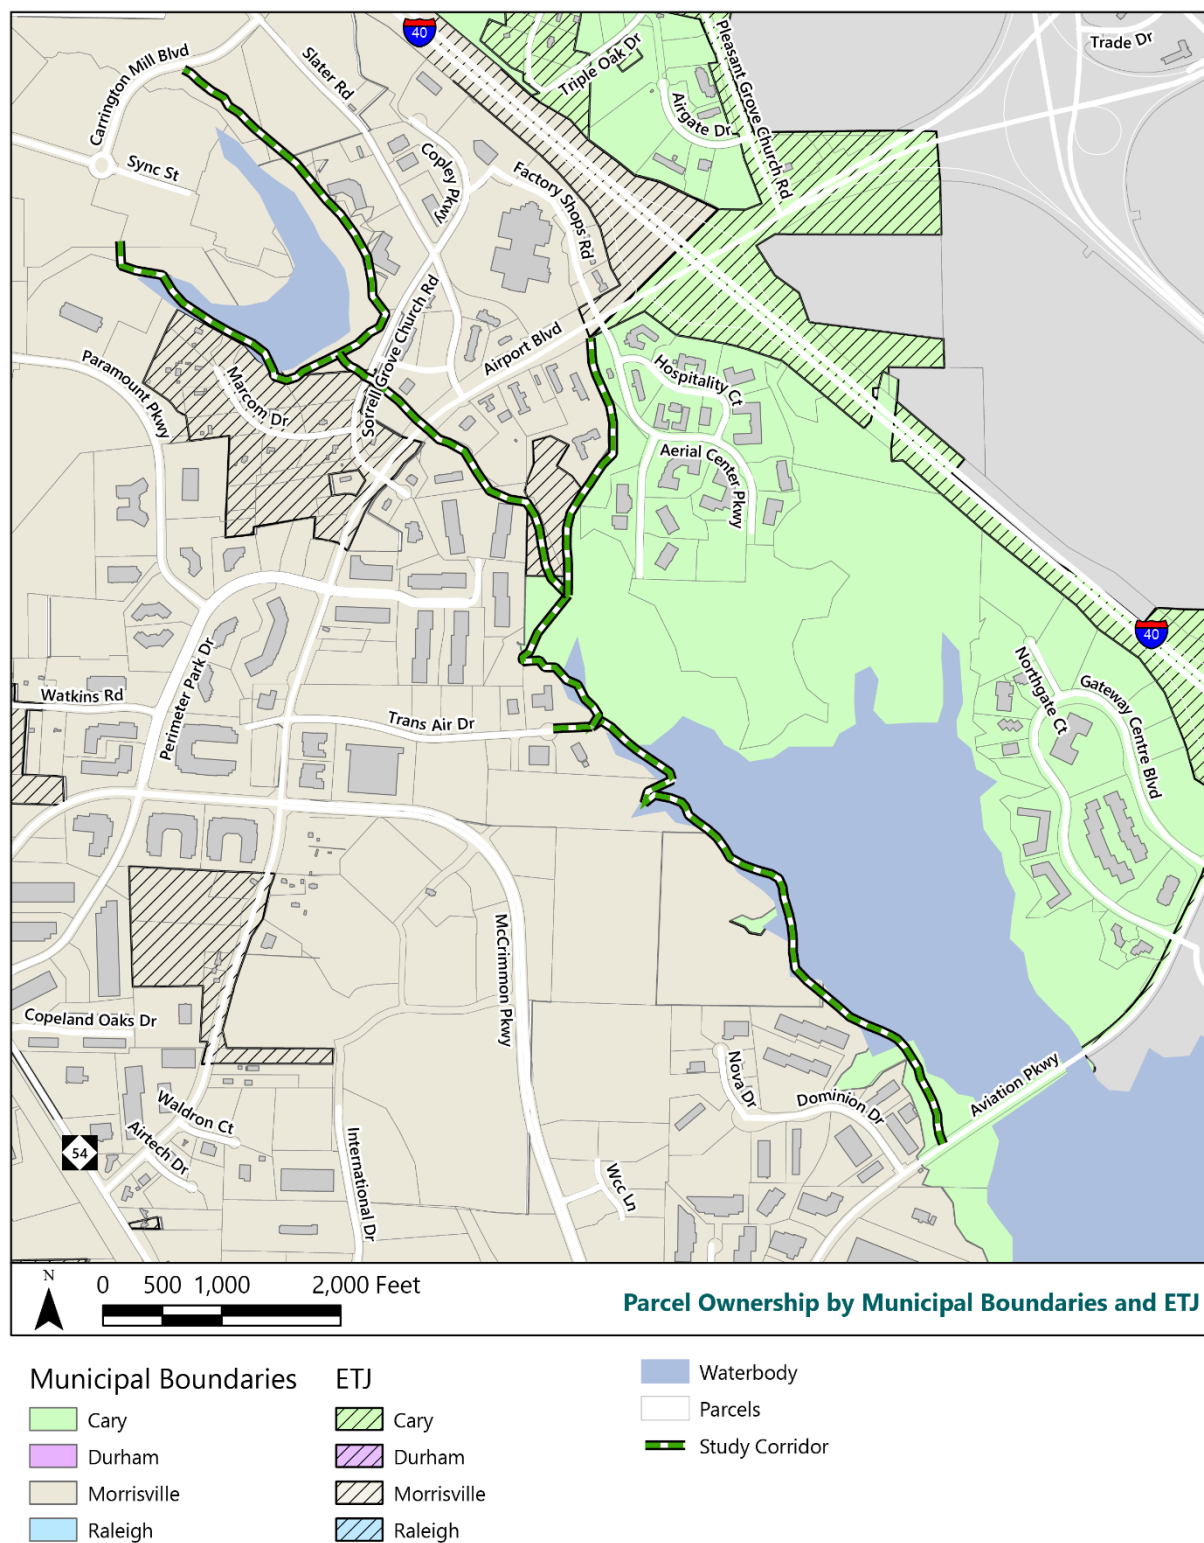 40
Trade Dr
Carrington Mill Blvd
Slater Rd
Triple Oak Dr
Pleasant Grove Church Rd
Airgate Dr
Sync St
Copley Pkwy
Factory Shops Rd
Sorrell Grove Church Rd
Airport Blvd
Paramount Pkwy
Marcom Dr
Hospitality Ct
Aerial Center Pkwy
40
Northgate Ct
Gateway Centre Blvd
Watkins Rd
Perimeter Park Dr
Trans Air Dr
McCrimmon Pkwy
Copeland Oaks Dr
Nova Dr
Dominion Dr
Aviation Pkwy
Waldron Ct
Airtech Dr
54
International Dr
Wcc Ln
N
0 500 1,000 2,000 Feet
Parcel Ownership by Municipal Boundaries and ETJ
Municipal Boundaries
Cary
Durham
Morrisville
Raleigh
ETJ
Cary
Durham
Morrisville
Raleigh
Waterbody
Parcels
Study Corridor